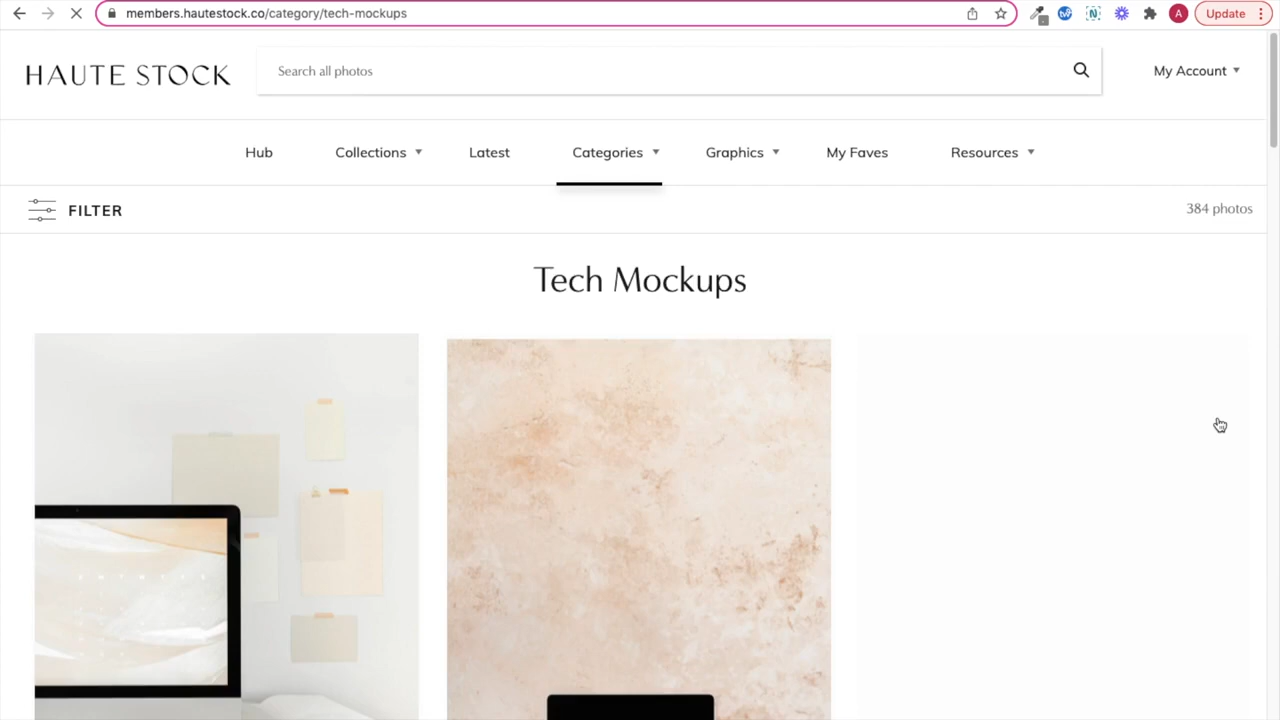 members.hautestock.co/category/tech-mockups
A
Update
HAUTE STOCK
Search all photos
My Account
Hub
Collections
Latest
Categories
Graphics
My Faves
Resources
FILTER
384 photos
Tech Mockups